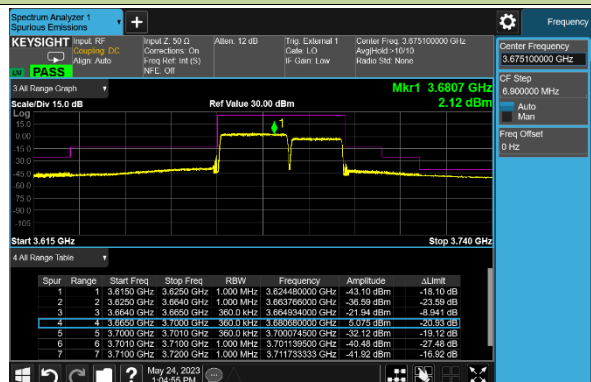 Spectrum Analyzer 1
Spurious Emissions
Frequency
KEYSIGHT
Input: RF
Coupling: DC
Align: Auto
Input Z: 50 Ω
Corrections: On
Freq Ref: Int (S)
NFE: Off
Atten: 12 dB
Trig: External 1
Gate: LO
IF Gain: Low
Center Freq: 3.675100000 GHz
Avg|Hold:>10/10
Radio Std: None
PASS
3 All Range Graph
Scale/Div 15.0 dB
Ref Value 30.00 dBm
Mkr1 3.6807 GHz
2.12 dBm
Log
15.0
0.00
-15.0
-30.0
-45.0
-60.0
-75.0
-90.0
-105
1
Start 3.615 GHz
Stop 3.740 GHz
4 All Range Table
Spur Range Start Freq Stop Freq RBW Frequency Amplitude ΔLimit
1 1 3.6150 GHz 3.6250 GHz 1.000 MHz 3.624480000 GHz -43.10 dBm -18.10 dB
2 2 3.6250 GHz 3.6640 GHz 1.000 MHz 3.663766000 GHz -36.59 dBm -23.59 dB
3 3 3.6640 GHz 3.6650 GHz 360.0 kHz 3.664934000 GHz -21.94 dBm -8.941 dB
4 4 3.6650 GHz 3.7000 GHz 360.0 kHz 3.680680000 GHz 5.075 dBm -20.93 dB
5 5 3.7000 GHz 3.7010 GHz 360.0 kHz 3.700074500 GHz -32.12 dBm -19.12 dB
6 6 3.7010 GHz 3.7100 GHz 1.000 MHz 3.701139500 GHz -40.48 dBm -27.48 dB
7 7 3.7100 GHz 3.7200 GHz 1.000 MHz 3.711733333 GHz -41.92 dBm -16.92 dB
May 24, 2023
1:04:55 PM
Center Frequency
3.675100000 GHz
CF Step
6.900000 MHz
Auto
Man
Freq Offset
0 Hz